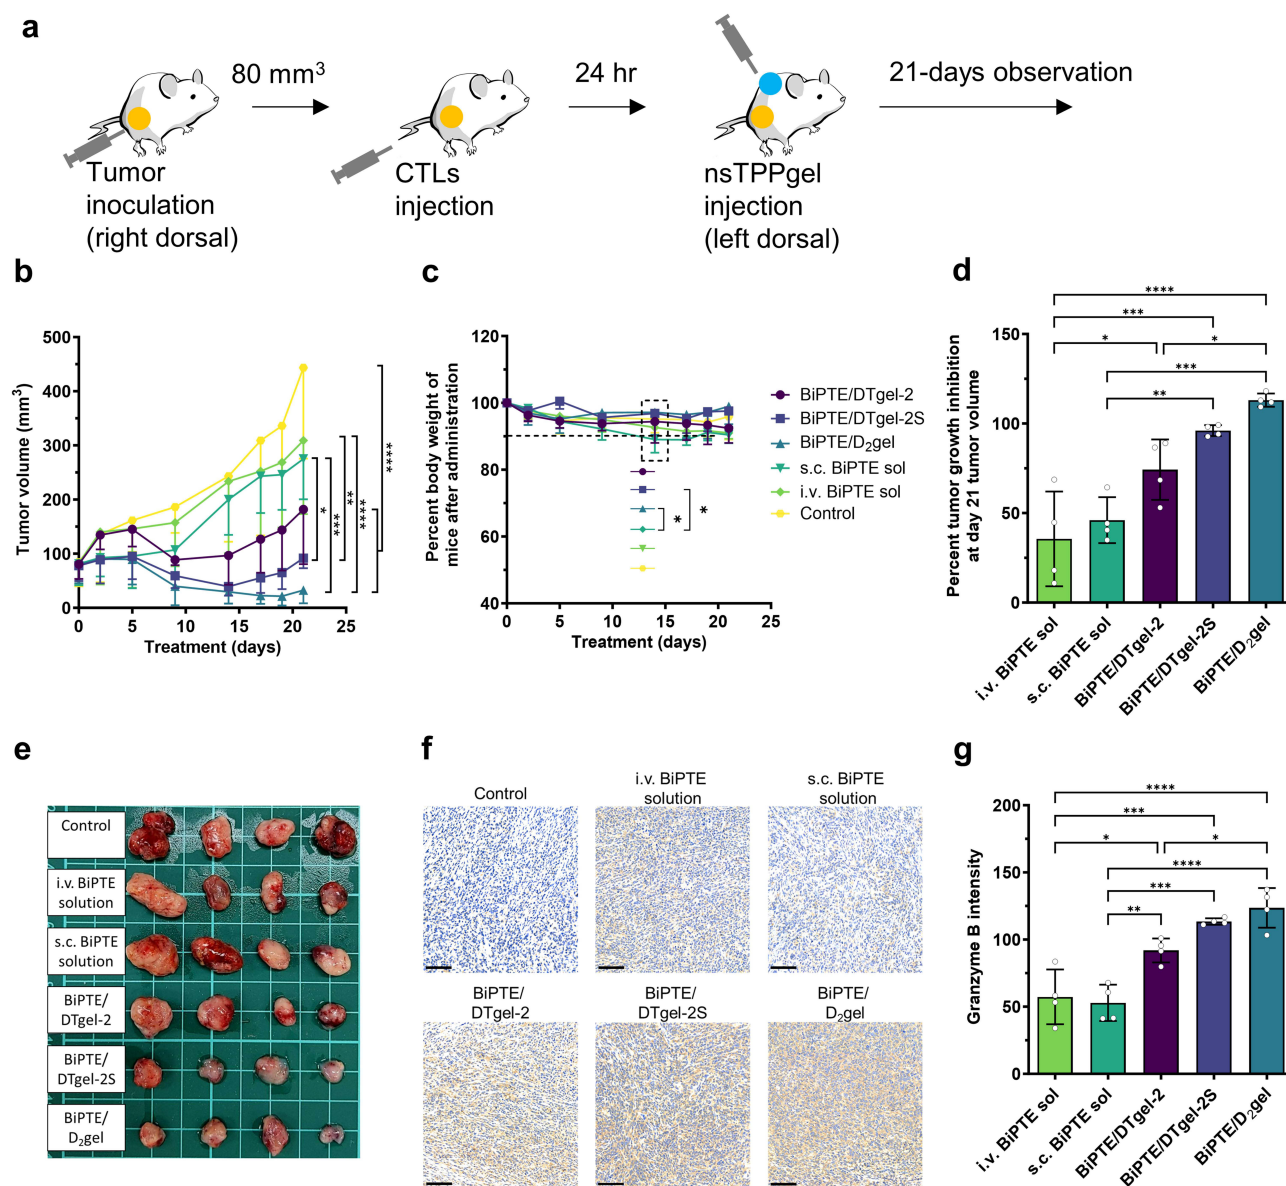 a
80 mm³
24 hr
21-days observation
Tumor
inoculation
(right dorsal)
CTLs
injection
nsTPPgel
injection
(left dorsal)
b
Tumor volume (mm³)
500
400
300
200
100
0
0 5 10 15 20 25
Treatment (days)
*
***
**
****
****
****
c
Percent body weight of
mice after administration
120
100
80
60
40
0 5 10 15 20 25
Treatment (days)
*
*
BiPTE/DTgel-2
BiPTE/DTgel-2S
BiPTE/D₂gel
s.c. BiPTE sol
i.v. BiPTE sol
Control
d
Percent tumor growth inhibition
at day 21 tumor volume
150
100
50
0
****
***
*
*
***
**
i.v. BiPTE sol
s.c. BiPTE sol
BiPTE/DTgel-2
BiPTE/DTgel-2S
BiPTE/D₂gel
e
Control
i.v. BiPTE
solution
s.c. BiPTE
solution
BiPTE/
DTgel-2
BiPTE/
DTgel-2S
BiPTE/
D₂gel
f
Control
i.v. BiPTE
solution
s.c. BiPTE
solution
BiPTE/
DTgel-2
BiPTE/
DTgel-2S
BiPTE/
D₂gel
g
Granzyme B intensity
200
150
100
50
0
****
***
*
*
****
***
**
i.v. BiPTE sol
s.c. BiPTE sol
BiPTE/DTgel-2
BiPTE/DTgel-2S
BiPTE/D₂gel